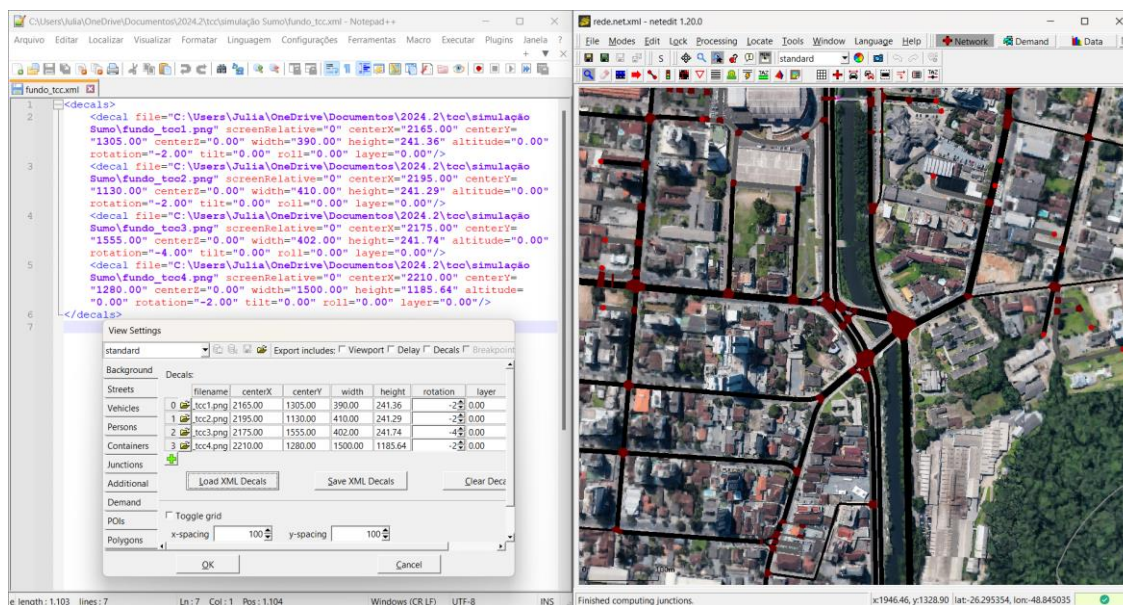 C:\Users\Julia\OneDrive\Documentos\2024.2\tcc\simulação Sumo\fundo_tcc.xml - Notepad++
Arquivo Editar Localizar Visualizar Formatar Linguagem Configurações Ferramentas Macro Executar Plugins Janela ?
fundo_tcc.xml
1 <decals>
2 <decal file="C:\Users\Julia\OneDrive\Documentos\2024.2\tcc\simulação
Sumo\fundo_tcc1.png" screenRelative="0" centerX="2165.00" centerY=
"1305.00" centerZ="0.00" width="390.00" height="241.36" altitude="0.00"
rotation="-2.00" tilt="0.00" roll="0.00" layer="0.00"/>
3 <decal file="C:\Users\Julia\OneDrive\Documentos\2024.2\tcc\simulação
Sumo\fundo_tcc2.png" screenRelative="0" centerX="2195.00" centerY=
"1130.00" centerZ="0.00" width="410.00" height="241.29" altitude="0.00"
rotation="-2.00" tilt="0.00" roll="0.00" layer="0.00"/>
4 <decal file="C:\Users\Julia\OneDrive\Documentos\2024.2\tcc\simulação
Sumo\fundo_tcc3.png" screenRelative="0" centerX="2175.00" centerY=
"1555.00" centerZ="0.00" width="402.00" height="241.74" altitude="0.00"
rotation="-4.00" tilt="0.00" roll="0.00" layer="0.00"/>
5 <decal file="C:\Users\Julia\OneDrive\Documentos\2024.2\tcc\simulação
Sumo\fundo_tcc4.png" screenRelative="0" centerX="2210.00" centerY=
"1280.00" centerZ="0.00" width="1500.00" height="1185.64" altitude=
"0.00" rotation="-2.00" tilt="0.00" roll="0.00" layer="0.00"/>
6 </decals>
7
View Settings
standard Export includes: Viewport Delay Decals Breakpoint
Background
Streets
Vehicles
Persons
Containers
Junctions
Additional
Demand
POIs
Polygons
Decals:
filename centerX centerY width height rotation layer
0 _tcc1.png 2165.00 1305.00 390.00 241.36 -2 0.00
1 _tcc2.png 2195.00 1130.00 410.00 241.29 -2 0.00
2 _tcc3.png 2175.00 1555.00 402.00 241.74 -4 0.00
3 _tcc4.png 2210.00 1280.00 1500.00 1185.64 -2 0.00
Load XML Decals Save XML Decals Clear Deca
Toggle grid
x-spacing 100 y-spacing 100
OK Cancel
e length : 1.103 lines : 7 Ln : 7 Col : 1 Pos : 1.104 Windows (CR LF) UTF-8 INS
rede.net.xml - netedit 1.20.0
File Modes Edit Lock Processing Locate Tools Window Language Help Network Demand Data
S standard
TAZ TAZ
0 100m
Finished computing junctions. x:1946.46, y:1328.90 lat:-26.295354, lon:-48.845035